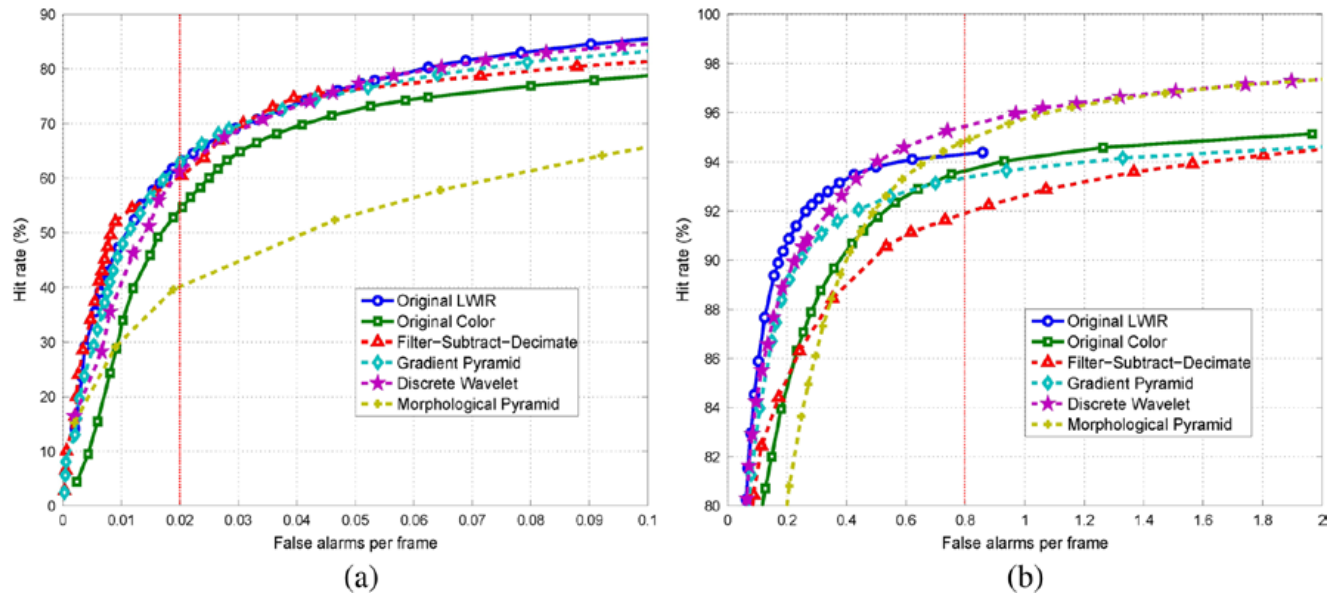 90
80
70
60
50
40
30
20
10
0
Hit rate (%)
0 0.01 0.02 0.03 0.04 0.05 0.06 0.07 0.08 0.09 0.1
False alarms per frame
Original LWIR
Original Color
Filter-Subtract-Decimate
Gradient Pyramid
Discrete Wavelet
Morphological Pyramid
(a)
100
98
96
94
92
90
88
86
84
82
80
Hit rate (%)
0 0.2 0.4 0.6 0.8 1 1.2 1.4 1.6 1.8 2
False alarms per frame
Original LWIR
Original Color
Filter-Subtract-Decimate
Gradient Pyramid
Discrete Wavelet
Morphological Pyramid
(b)